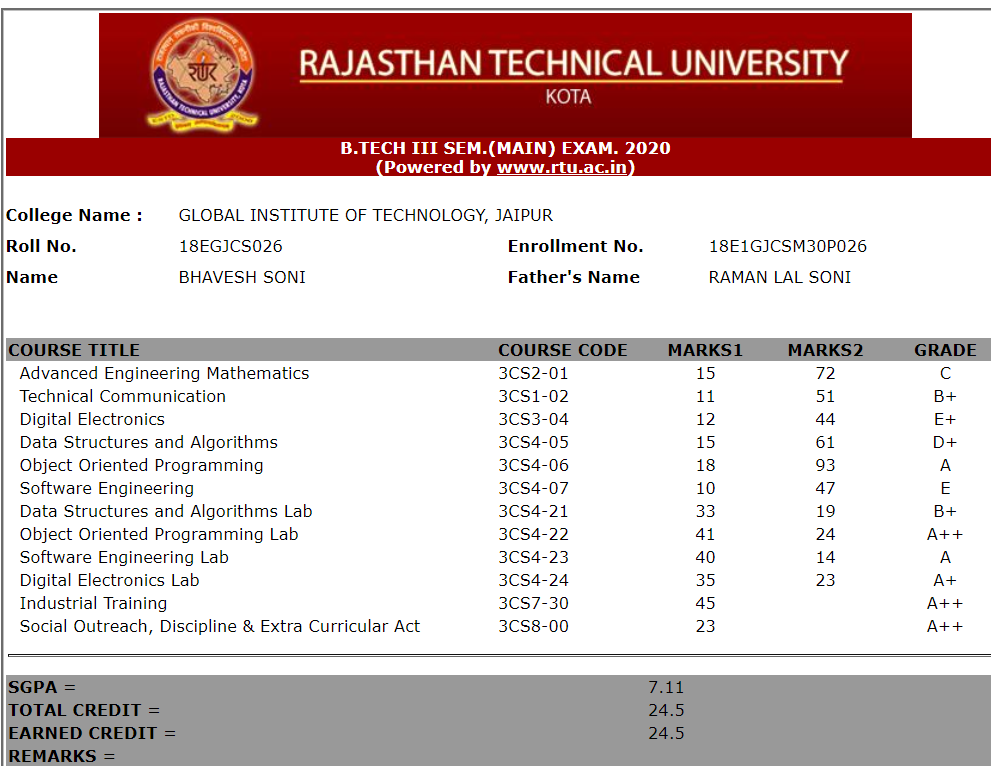 RAJASTHAN TECHNICAL UNIVERSITY
KOTA
B.TECH III SEM.(MAIN) EXAM. 2020
(Powered by www.rtu.ac.in)
College Name : GLOBAL INSTITUTE OF TECHNOLOGY, JAIPUR
Roll No. 18EGJCS026 Enrollment No. 18E1GJCSM30P026
Name BHAVESH SONI Father's Name RAMAN LAL SONI
COURSE TITLE COURSE CODE MARKS1 MARKS2 GRADE
Advanced Engineering Mathematics 3CS2-01 15 72 C
Technical Communication 3CS1-02 11 51 B+
Digital Electronics 3CS3-04 12 44 E+
Data Structures and Algorithms 3CS4-05 15 61 D+
Object Oriented Programming 3CS4-06 18 93 A
Software Engineering 3CS4-07 10 47 E
Data Structures and Algorithms Lab 3CS4-21 33 19 B+
Object Oriented Programming Lab 3CS4-22 41 24 A++
Software Engineering Lab 3CS4-23 40 14 A
Digital Electronics Lab 3CS4-24 35 23 A+
Industrial Training 3CS7-30 45 A++
Social Outreach, Discipline & Extra Curricular Act 3CS8-00 23 A++
SGPA = 7.11
TOTAL CREDIT = 24.5
EARNED CREDIT = 24.5
REMARKS =